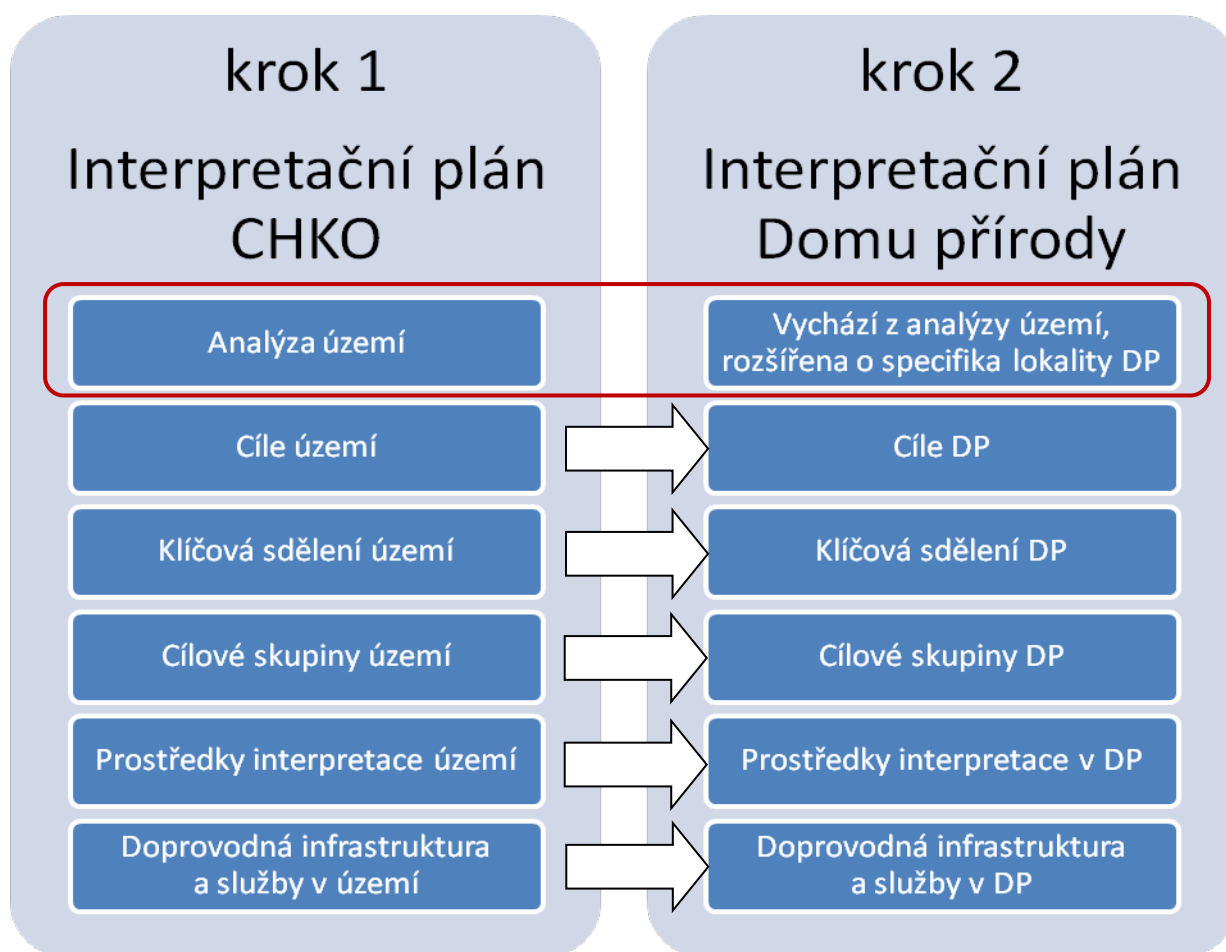 krok 1
Interpretační plán
CHKO
Analýza území
Cíle území
Klíčová sdělení území
Cílové skupiny území
Prostředky interpretace území
Doprovodná infrastruktura
a služby v území
krok 2
Interpretační plán
Domu přírody
Vychází z analýzy území,
rozšířena o specifika lokality DP
Cíle DP
Klíčová sdělení DP
Cílové skupiny DP
Prostředky interpretace v DP
Doprovodná infrastruktura
a služby v DP